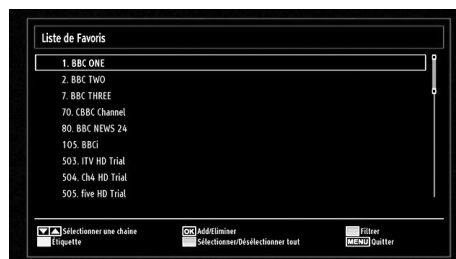 Liste de Favoris
1. BBC ONE
2. BBC TWO
7. BBC THREE
70. CBBC Channel
80. BBC NEWS 24
105. BBCi
503. ITV HD Trial
504. Ch4 HD Trial
505. five HD Trial
Sélectionner une chaine OK Add/Eliminer Filtrer
Étiquette Sélectionner/Désélectionner tout MENU Quitter